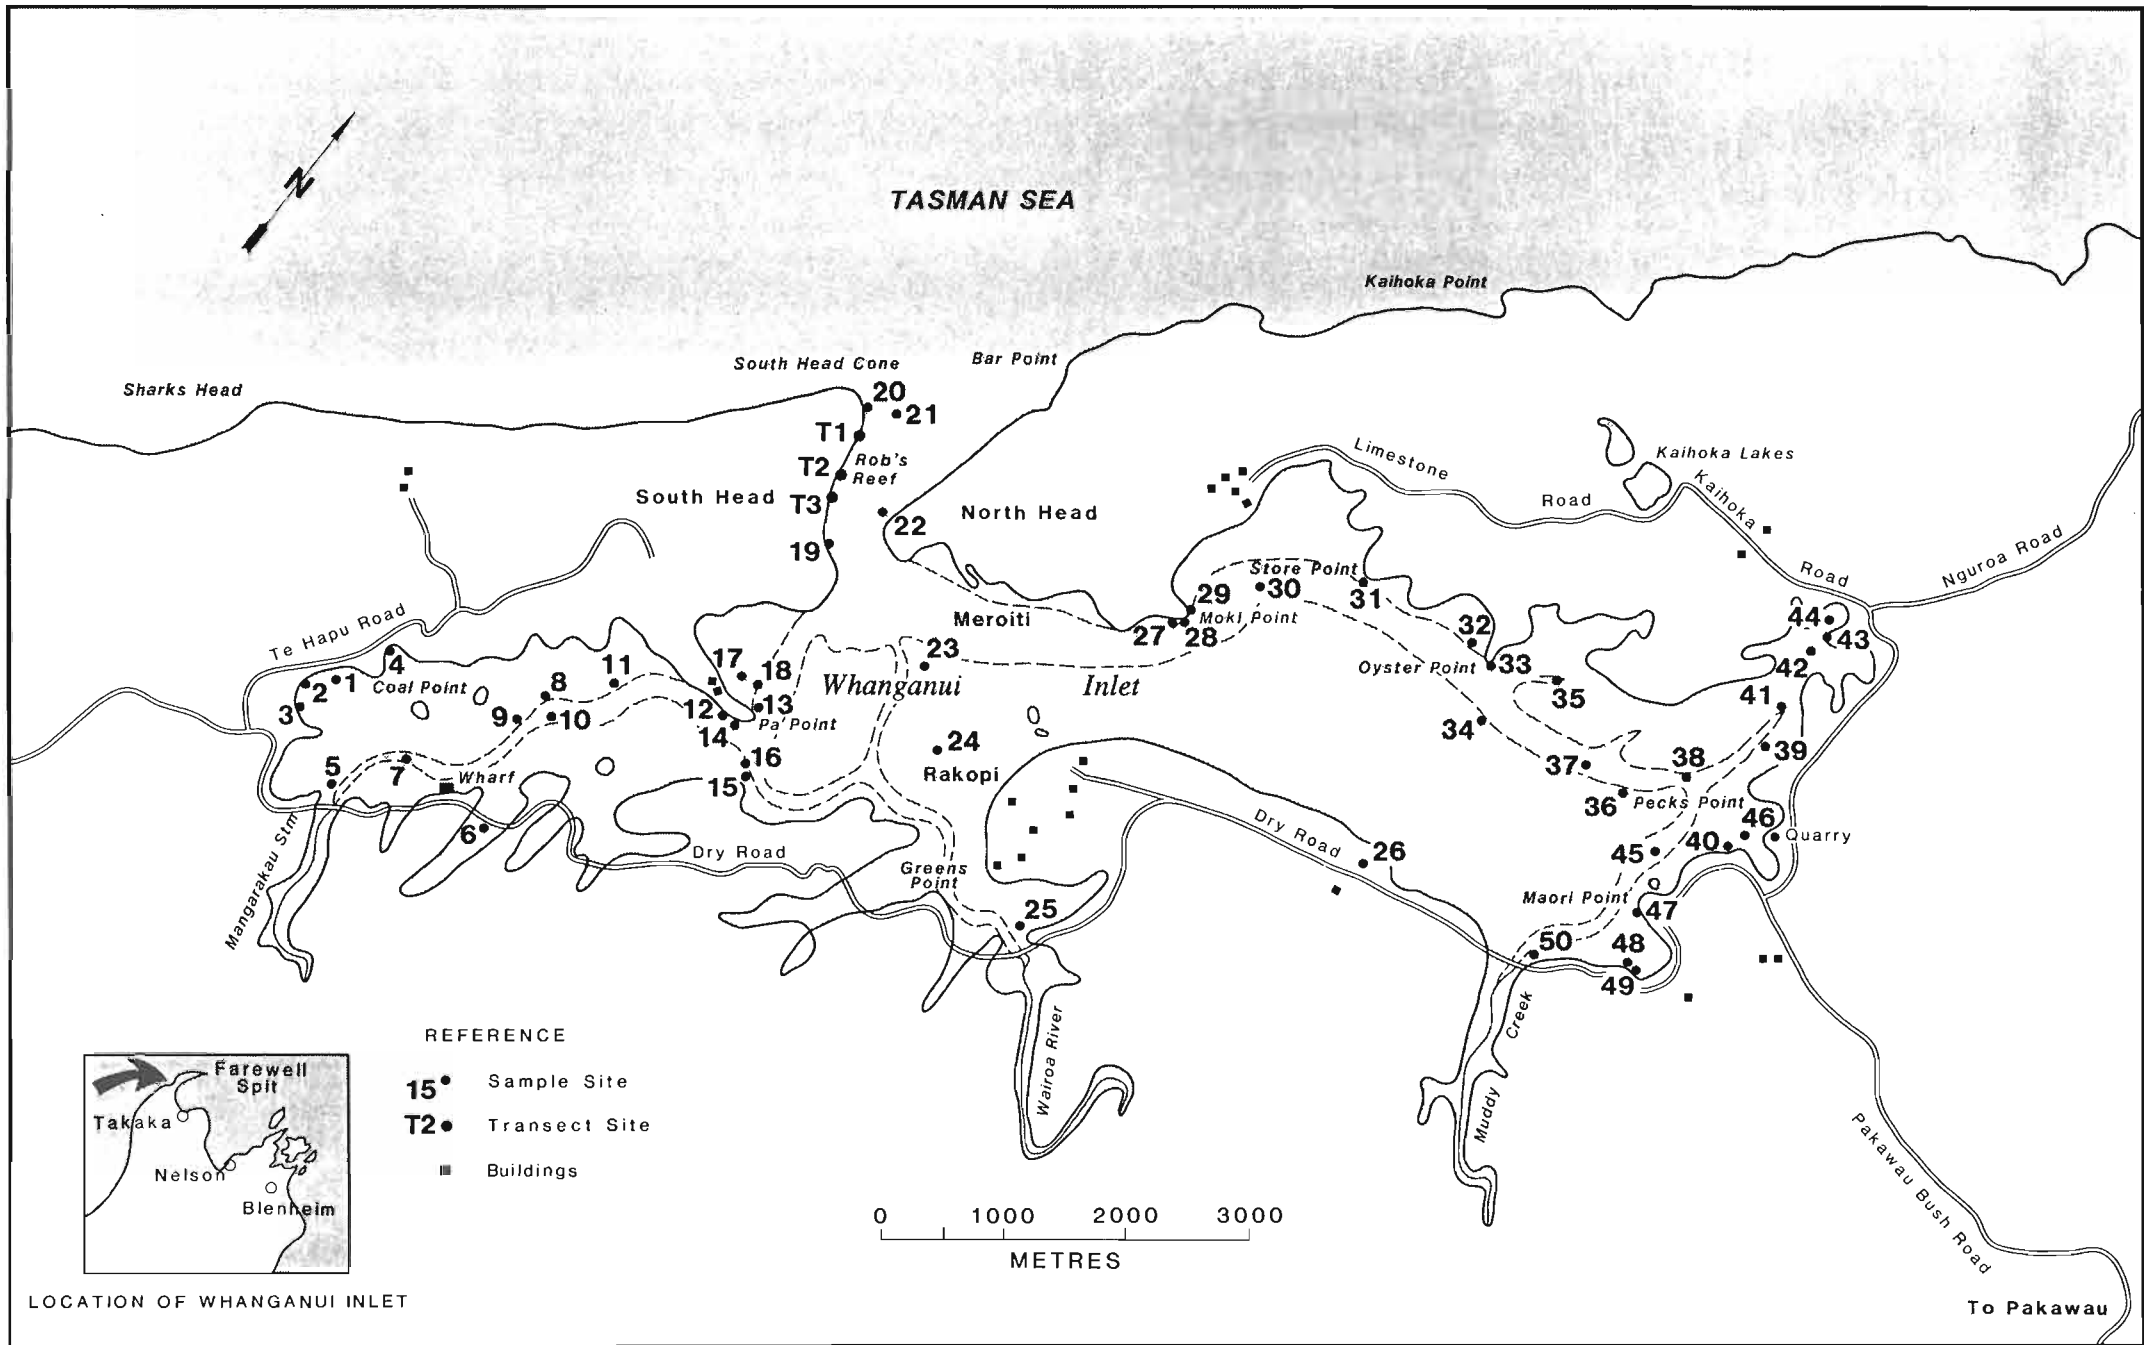 N
TASMAN SEA
Kaihoka Point
South Head Cone
Bar Point
Sharks Head
20
21
T1
T2
Rob's
Reef
T3
South Head
North Head
22
19
Limestone
Road
Kaihoka Lakes
Kaihoka
Road
Nguroa Road
Te Hapu Road
Store Point
29
30
31
Moki Point
Meroiti
27
28
32
44
43
42
4
1
2
3
Coal Point
8
11
17
18
23
Whanganui
Inlet
Oyster Point
33
35
41
9
10
12
13
Pa Point
14
34
39
5
7
Wharf
16
15
24
Rakopi
37
38
36
Pecks Point
6
46
Quarry
40
45
Dry Road
Dry Road
26
Greens
Point
Mangarakau Stm
25
Maori Point
47
50
48
49
Wairoa River
Muddy
Creek
Pakawau Bush Road
To Pakawau
REFERENCE
15 Sample Site
T2 Transect Site
Buildings
Farewell
Spit
Takaka
Nelson
Blenheim
LOCATION OF WHANGANUI INLET
0 1000 2000 3000
METRES